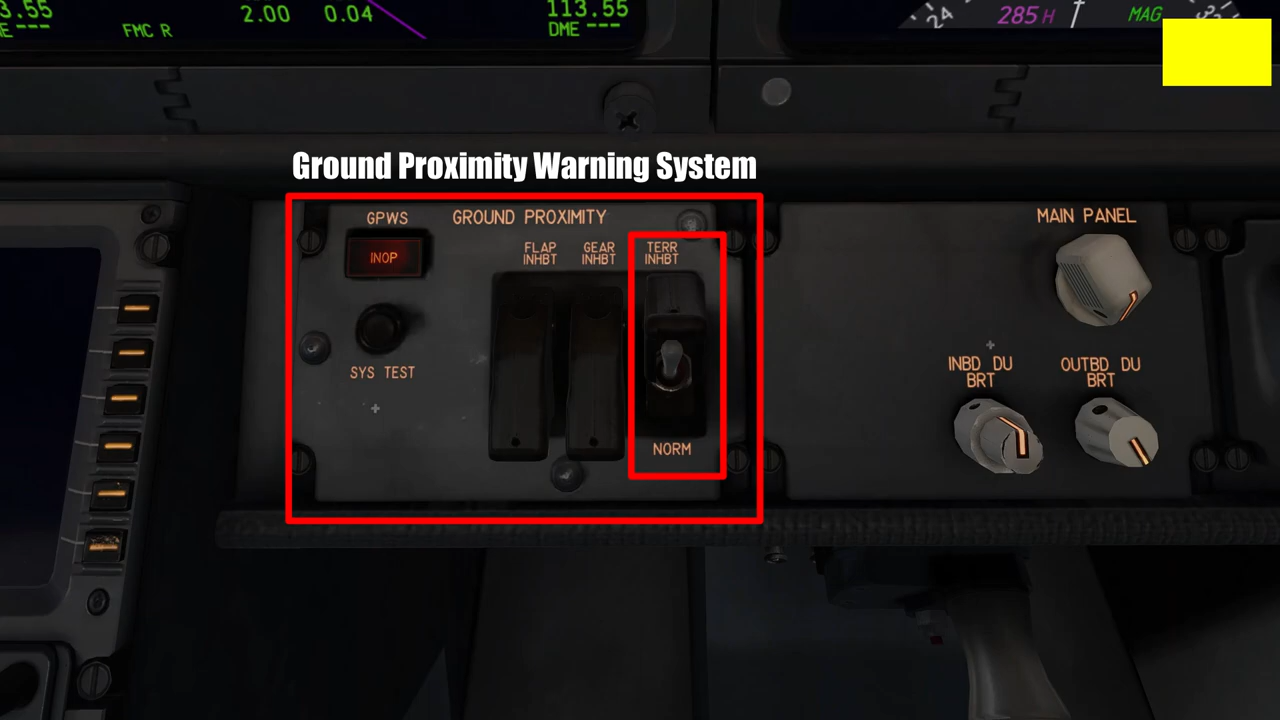 3.55
2.00 0.04
113.55
E ---
FMC R
DME ---
24
285 H
MAG
Ground Proximity Warning System
GPWS
GROUND PROXIMITY
MAIN PANEL
INOP
FLAP
INHBT
GEAR
INHBT
TERR
INHBT
SYS TEST
NORM
INBD DU
BRT
OUTBD DU
BRT